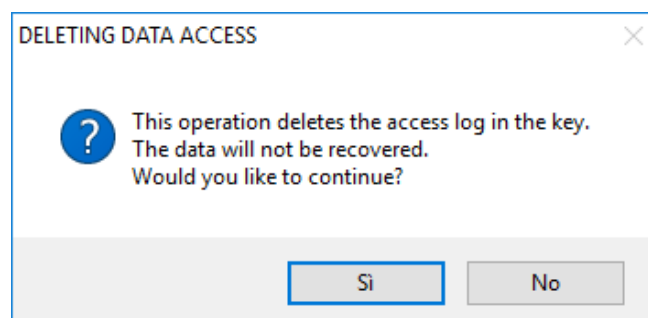 DELETING DATA ACCESS
This operation deletes the access log in the key.
The data will not be recovered.
Would you like to continue?
Sì
No